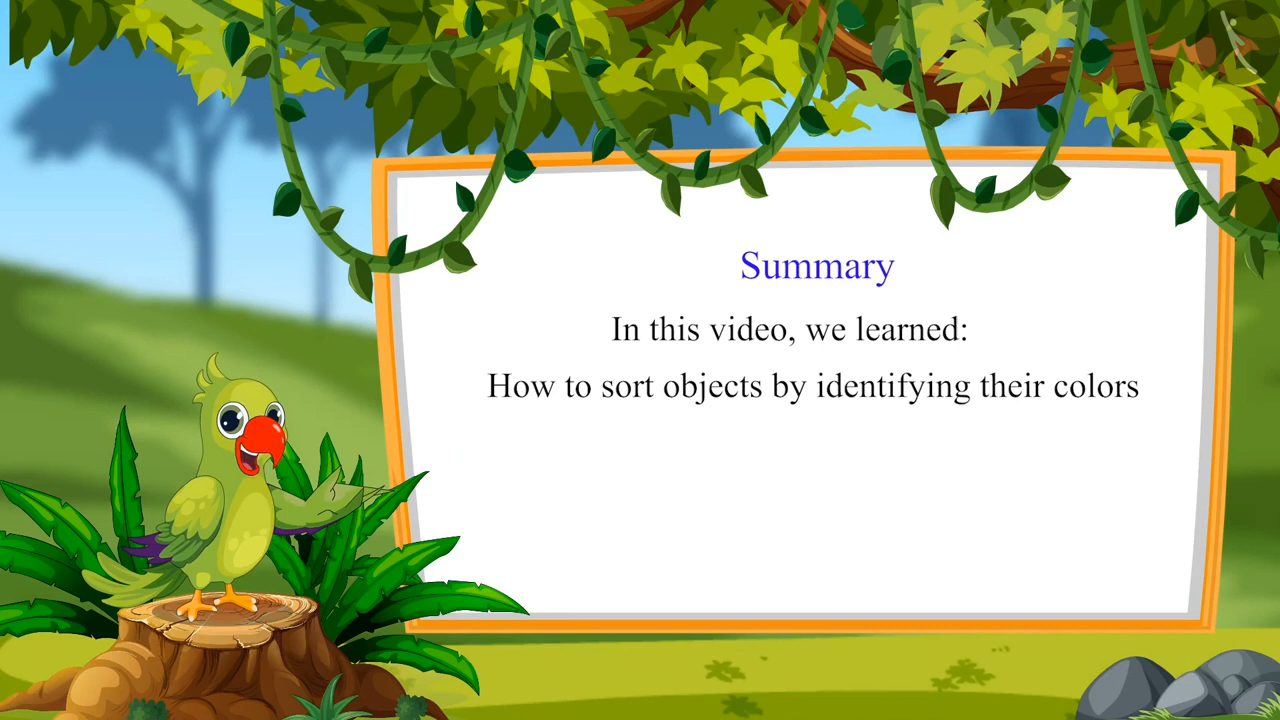 Summary
In this video, we learned:
How to sort objects by identifying their colors